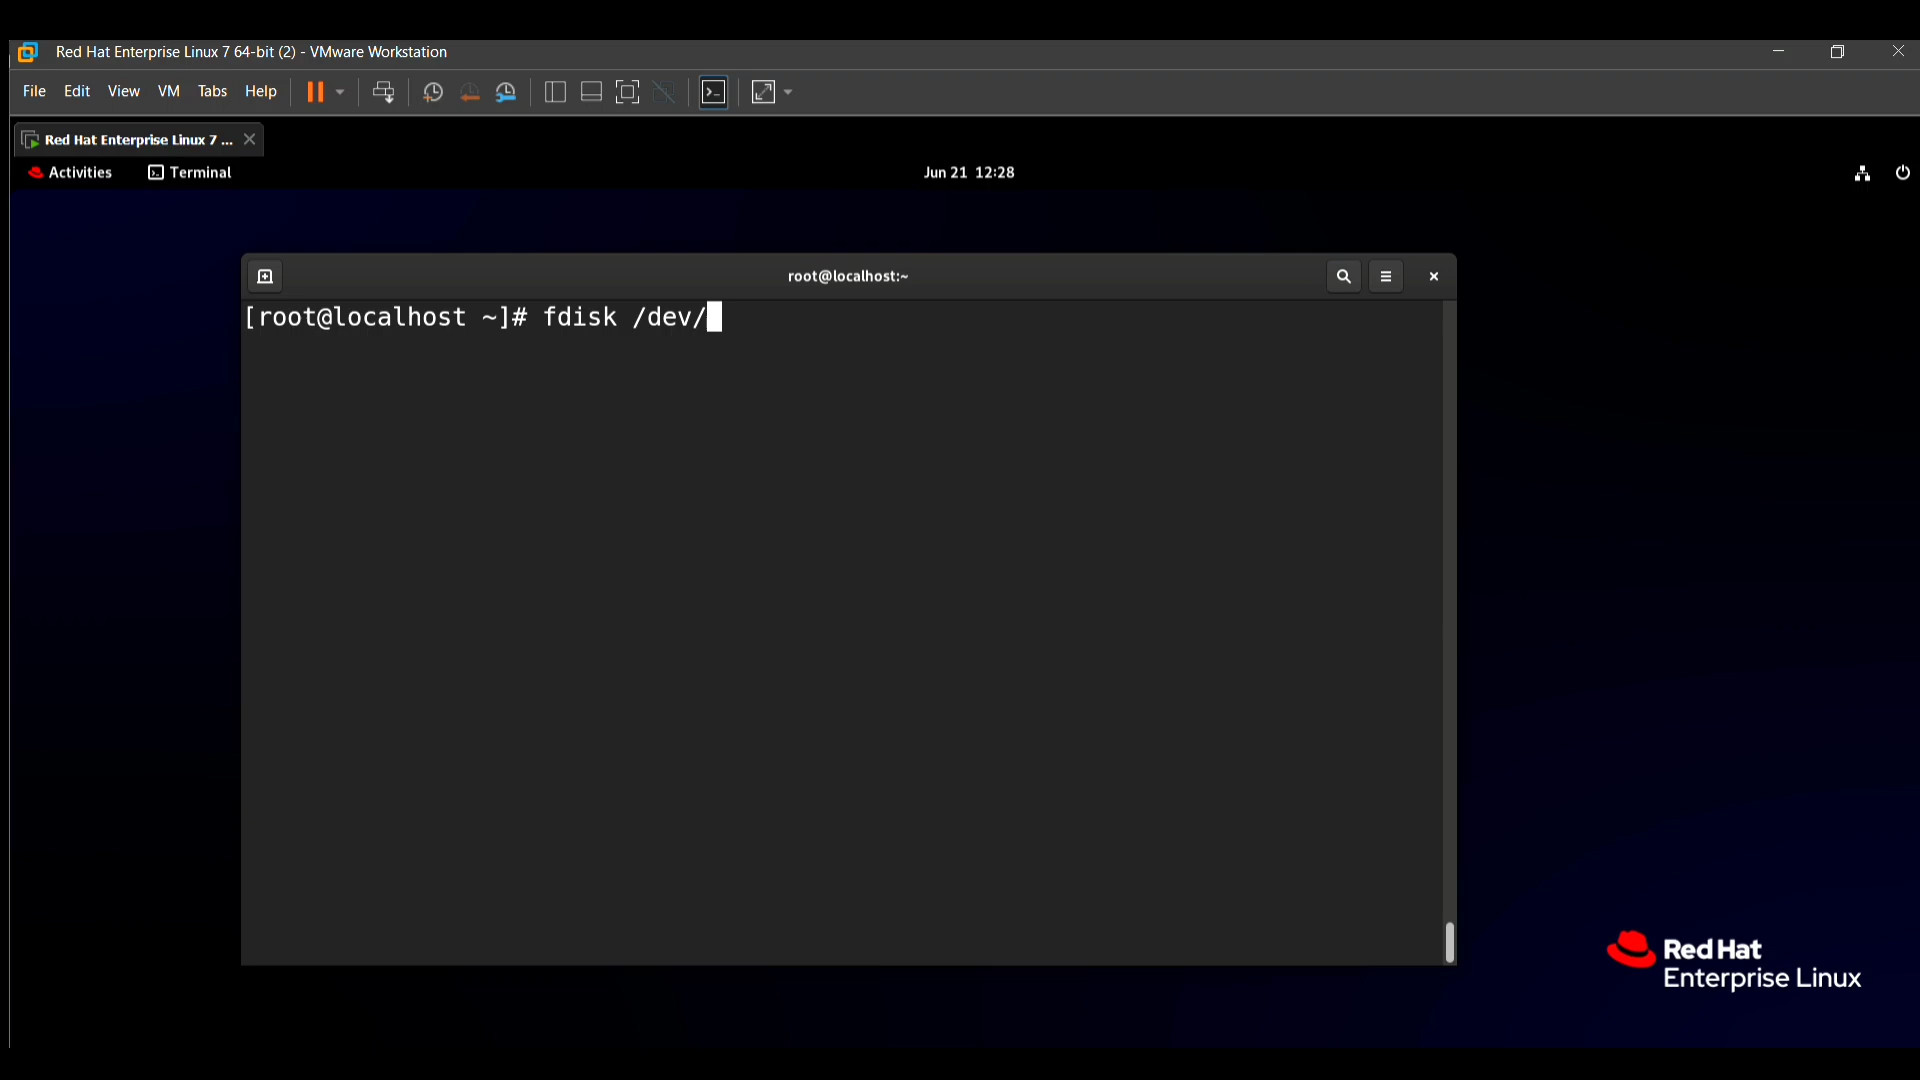 Red Hat Enterprise Linux 7 64-bit (2) - VMware Workstation
File Edit View VM Tabs Help
Red Hat Enterprise Linux 7 ...
Activities Terminal Jun 21 12:28
root@localhost:~
[root@localhost ~]# fdisk /dev/
Red Hat
Enterprise Linux